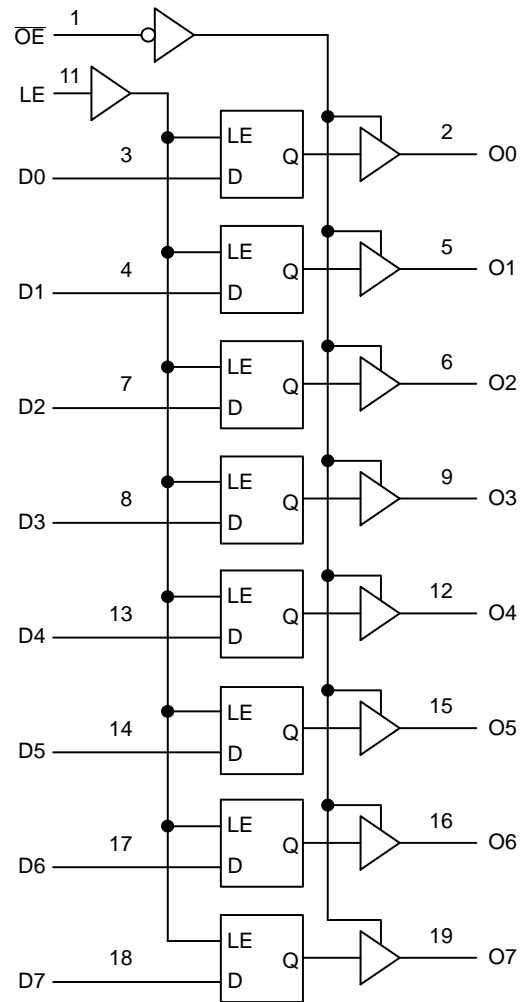 1
O̅E̅
11
LE
LE
3 Q 2 O0
D0 D
LE
4 Q 5 O1
D1 D
LE
7 Q 6 O2
D2 D
LE
8 Q 9 O3
D3 D
LE
13 Q 12 O4
D4 D
LE
14 Q 15 O5
D5 D
LE
17 Q 16 O6
D6 D
LE
18 Q 19 O7
D7 D